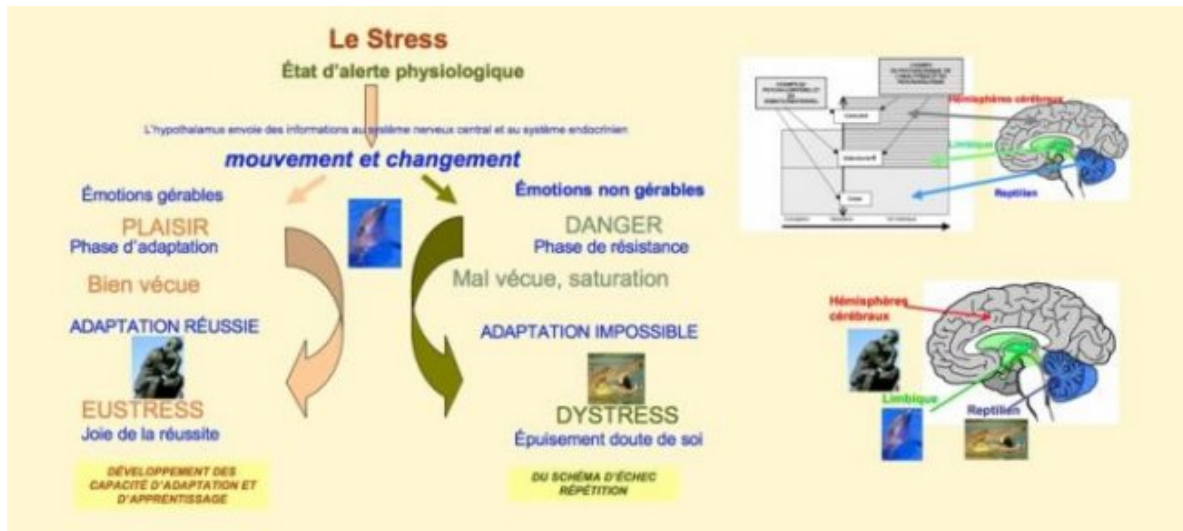 Le Stress
État d'alerte physiologique
L'hypothalamus envoie des informations au système nerveux central et au système endocrinien
mouvement et changement
Émotions gérables
PLAISIR
Phase d'adaptation
Bien vécue
ADAPTATION RÉUSSIE
EUSTRESS
Joie de la réussite
DÉVELOPPEMENT DES
CAPACITÉ D'ADAPTATION ET
D'APPRENTISSAGE
Émotions non gérables
DANGER
Phase de résistance
Mal vécue, saturation
ADAPTATION IMPOSSIBLE
DYSTRESS
Épuisement doute de soi
DU SCHÉMA D'ÉCHEC
RÉPÉTITION
Hémisphères cérébraux
Limbique
Reptilien
Hémisphères
cérébraux
Limbique
Reptilien